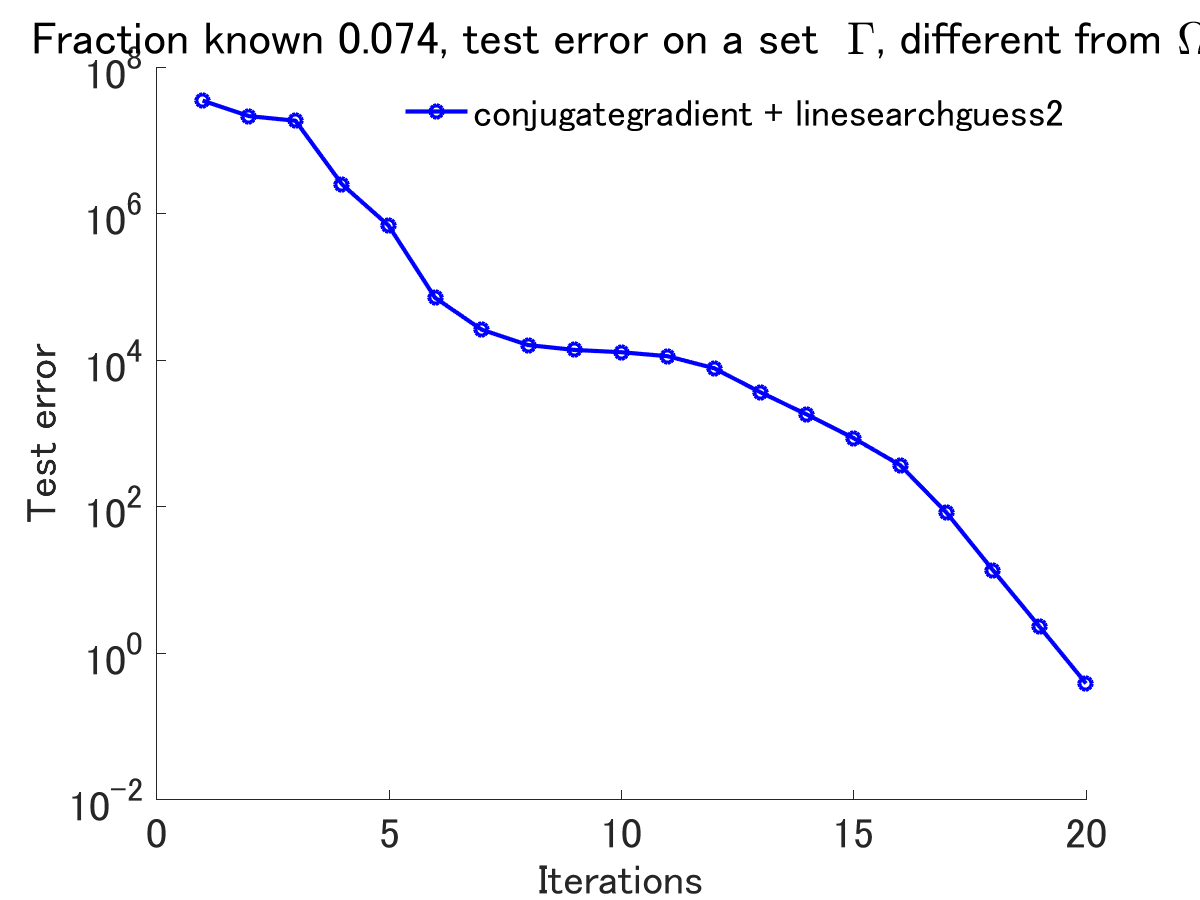 Fraction known 0.074, test error on a set Γ, different from Ω
10^8
conjugategradient + linesearchguess2
10^6
10^4
10^2
10^0
10^−2
Test error
0 5 10 15 20
Iterations